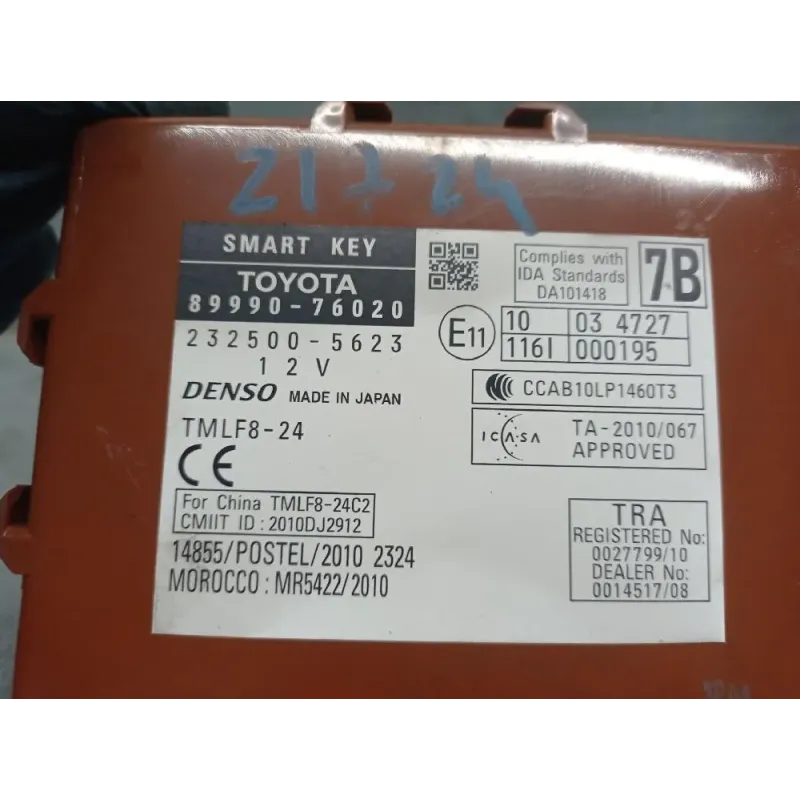 21724
SMART KEY
TOYOTA
89990-76020
232500-5623
12V
DENSO MADE IN JAPAN
TMLF8-24
CE
For China TMLF8-24C2
CMIIT ID : 2010DJ2912
14855/POSTEL/2010 2324
MOROCCO : MR5422/2010
Complies with
IDA Standards
DA101418
7B
E11
10 03 4727
116I 000195
CCAB10LP1460T3
ICASA
TA-2010/067
APPROVED
TRA
REGISTERED No:
0027799/10
DEALER No:
0014517/08